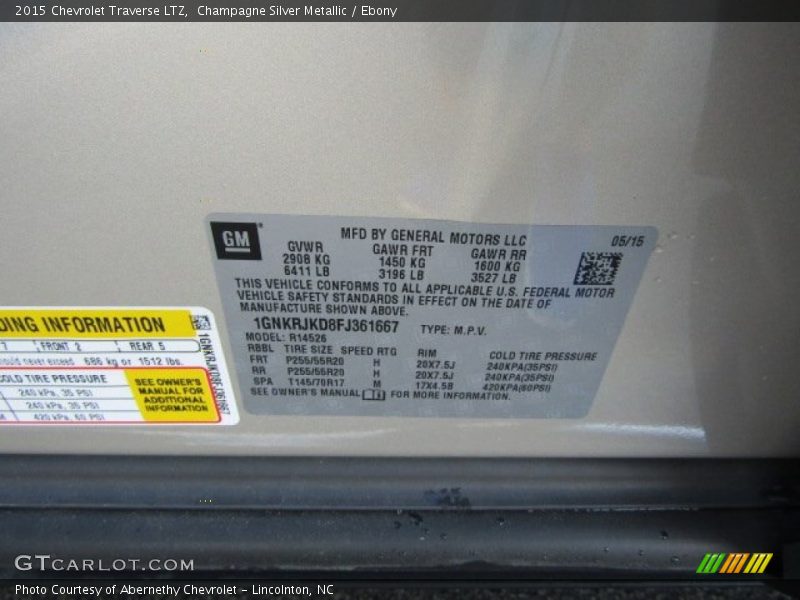 2015 Chevrolet Traverse LTZ, Champagne Silver Metallic / Ebony
GM
MFD BY GENERAL MOTORS LLC
05/15
GVWR GAWR FRT GAWR RR
2908 KG 1450 KG 1600 KG
6411 LB 3196 LB 3527 LB
THIS VEHICLE CONFORMS TO ALL APPLICABLE U.S. FEDERAL MOTOR
VEHICLE SAFETY STANDARDS IN EFFECT ON THE DATE OF
MANUFACTURE SHOWN ABOVE.
1GNKRJKD8FJ361667 TYPE: M.P.V.
MODEL: R14526
RBBL TIRE SIZE SPEED RTG RIM COLD TIRE PRESSURE
FRT P255/55R20 H 20X7.5J 240KPA(35PSI)
RR P255/55R20 H 20X7.5J 240KPA(35PSI)
SPA T145/70R17 M 17X4.5B 420KPA(60PSI)
SEE OWNER'S MANUAL FOR MORE INFORMATION.
DING INFORMATION
7 FRONT 2 REAR 5
should never exceed 686 kg or 1512 lbs.
COLD TIRE PRESSURE
240 kPa, 35 PSI
240 kPa, 35 PSI
420 kPa, 60 PSI
SEE OWNER'S
MANUAL FOR
ADDITIONAL
INFORMATION
1GNKRJKD8FJ361667
GTCARLOT.COM
Photo Courtesy of Abernethy Chevrolet - Lincolnton, NC